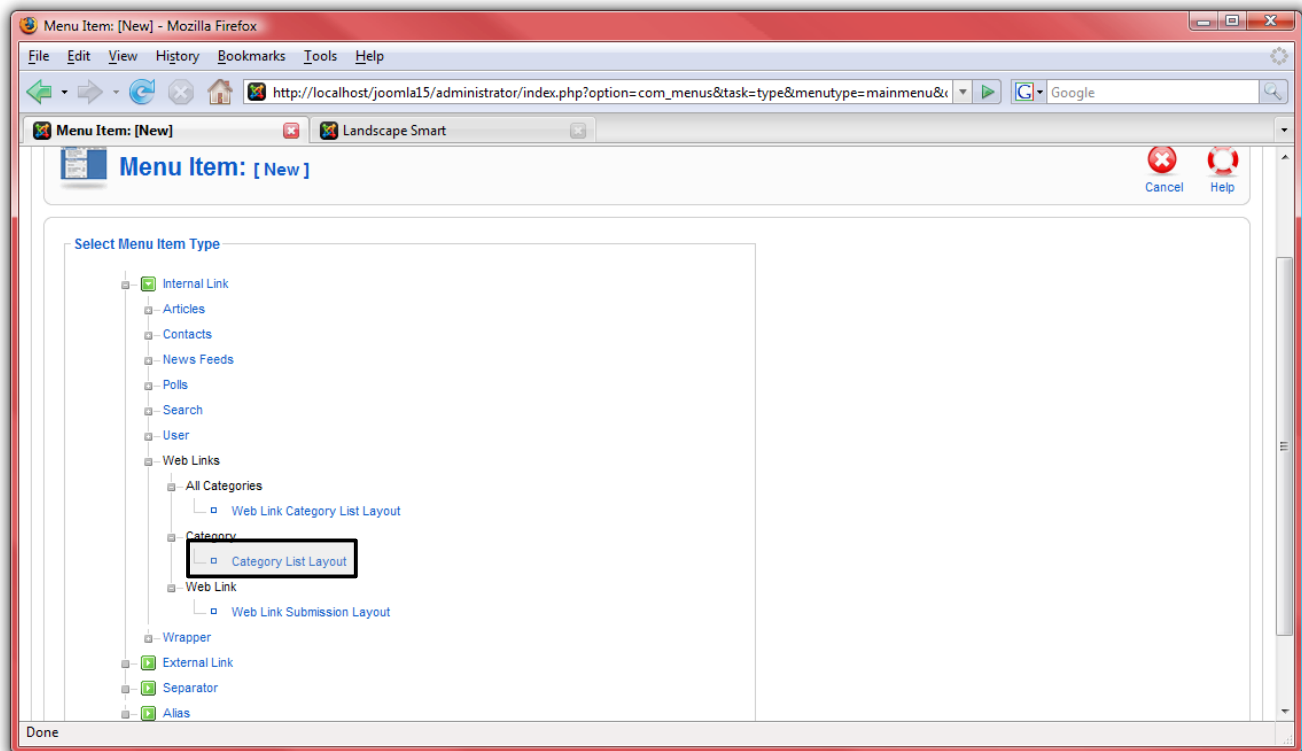 Menu Item: [New] - Mozilla Firefox
File Edit View History Bookmarks Tools Help
http://localhost/joomla15/administrator/index.php?option=com_menus&task=type&menutype=mainmenu& Google
Menu Item: [New] Landscape Smart
Menu Item: [ New ]
Cancel Help
Select Menu Item Type
Internal Link
Articles
Contacts
News Feeds
Polls
Search
User
Web Links
All Categories
Web Link Category List Layout
Category
Category List Layout
Web Link
Web Link Submission Layout
Wrapper
External Link
Separator
Alias
Done